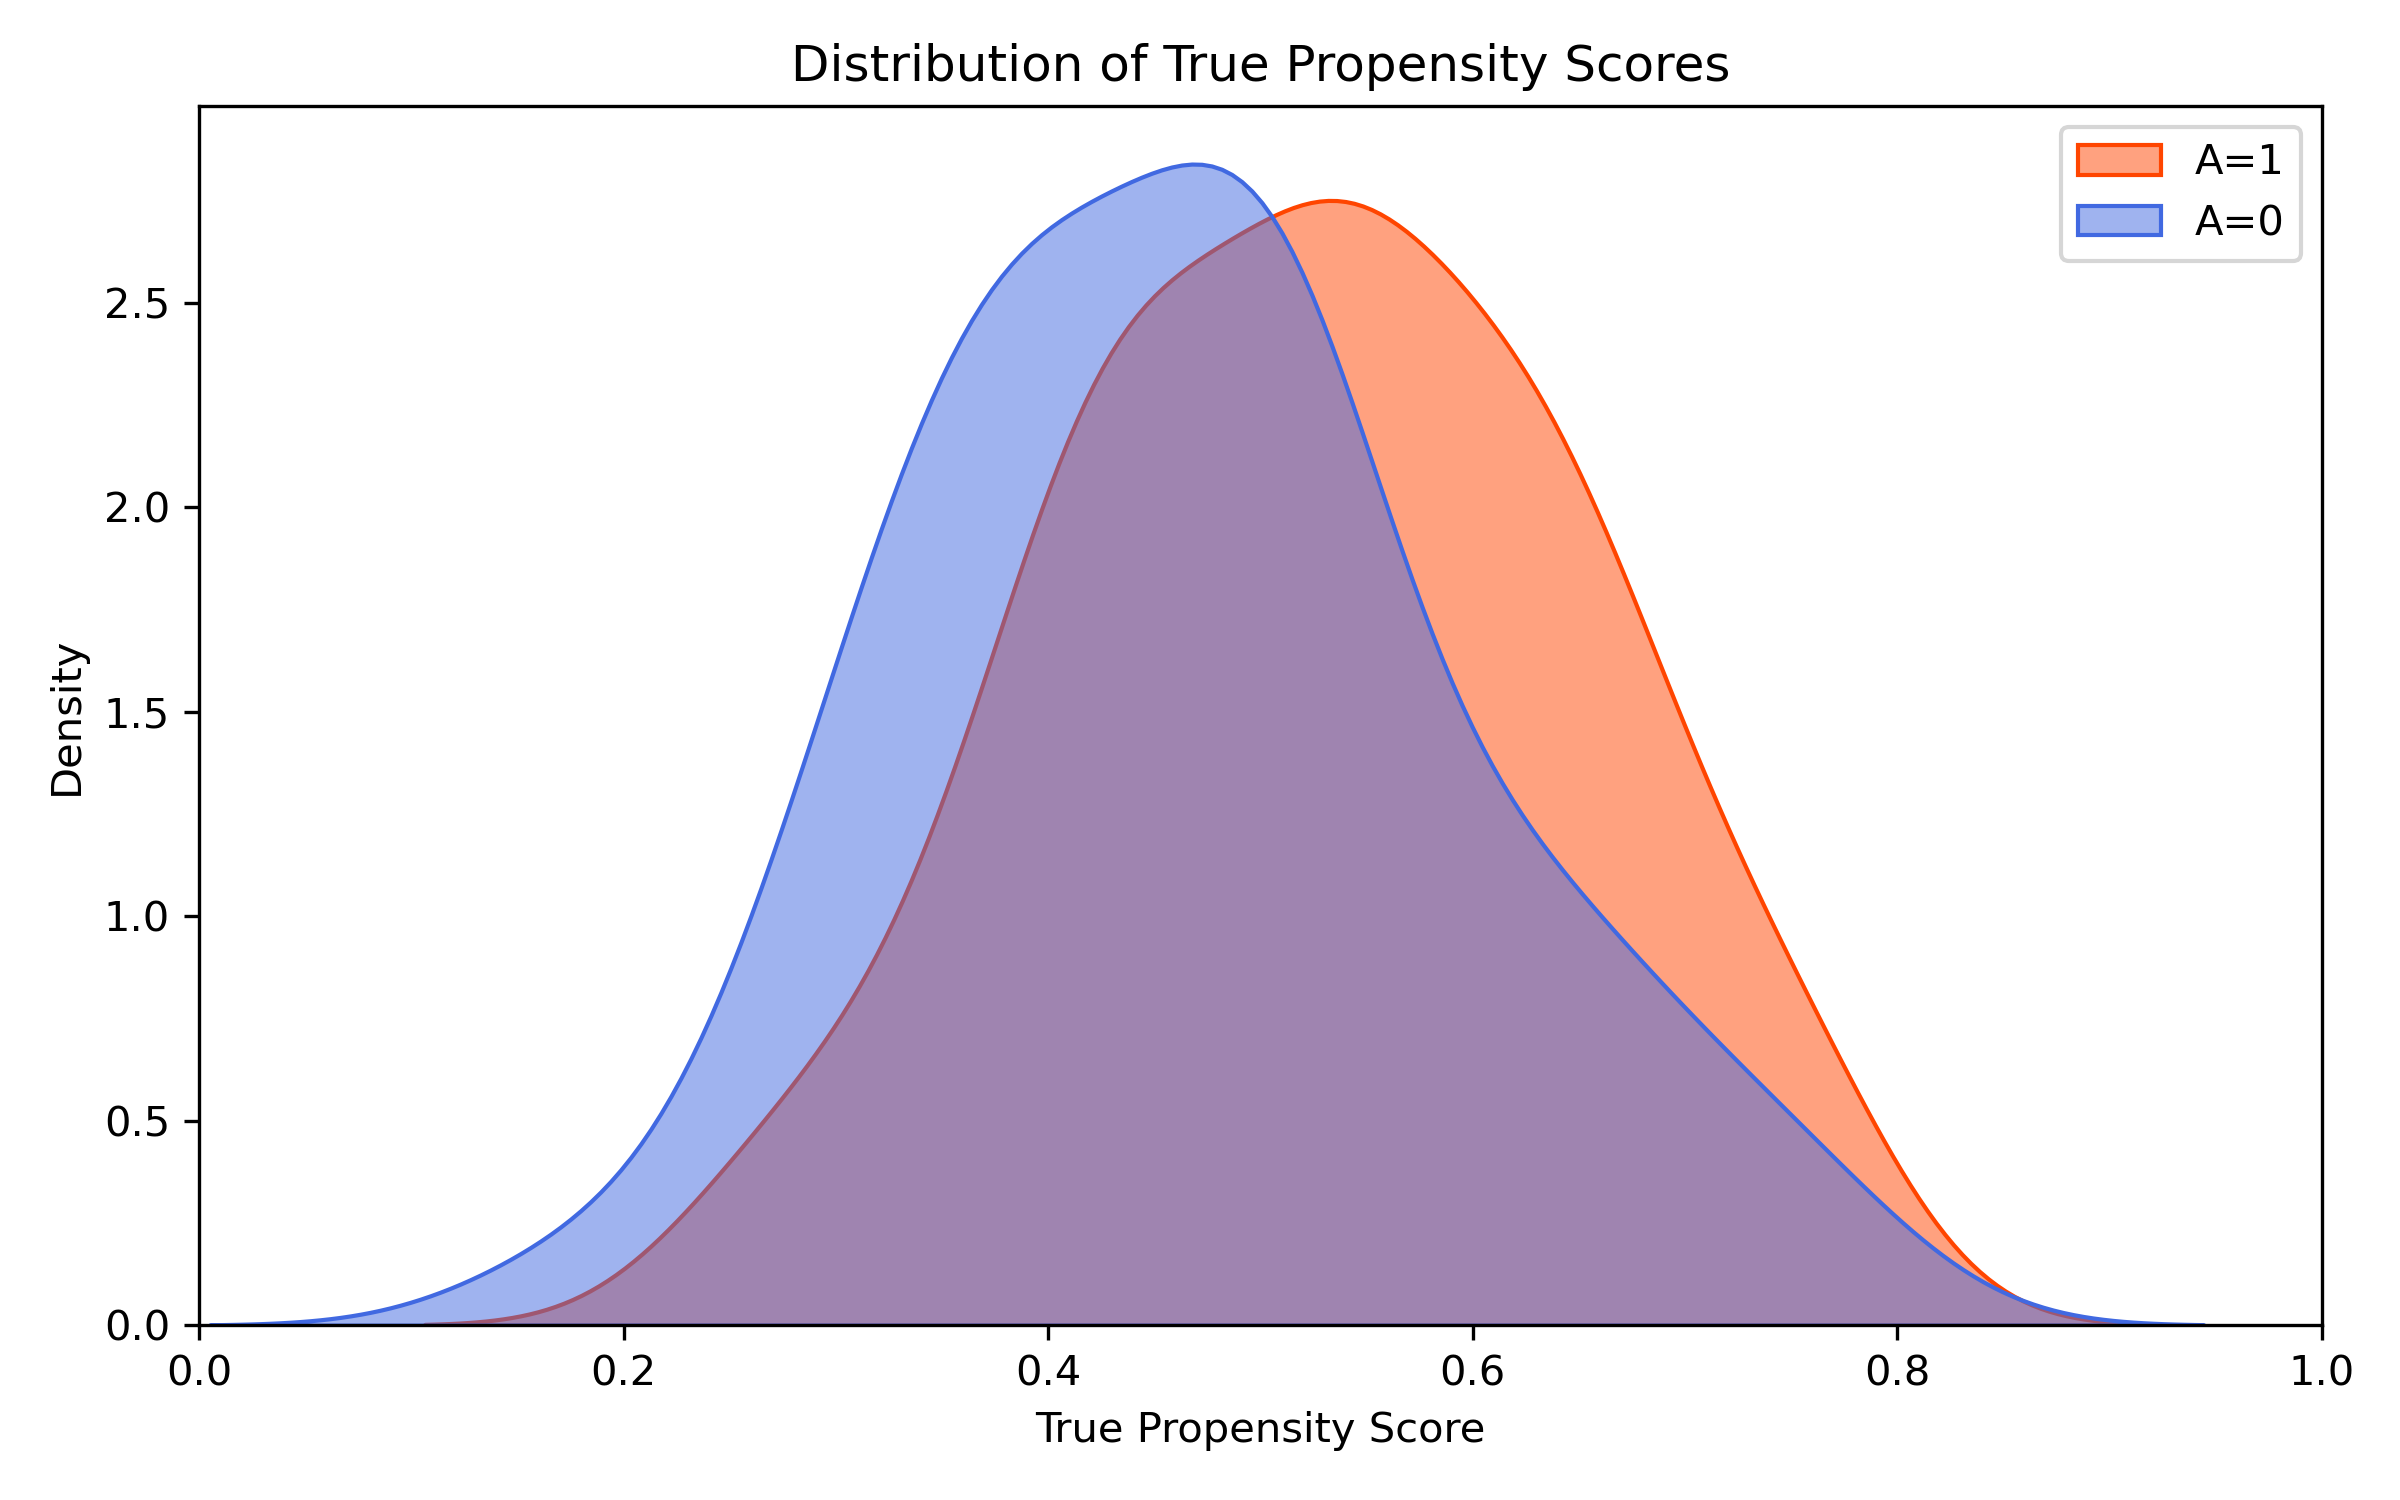 Distribution of True Propensity Scores
A=1
A=0
Density
2.5
2.0
1.5
1.0
0.5
0.0
0.0 0.2 0.4 0.6 0.8 1.0
True Propensity Score